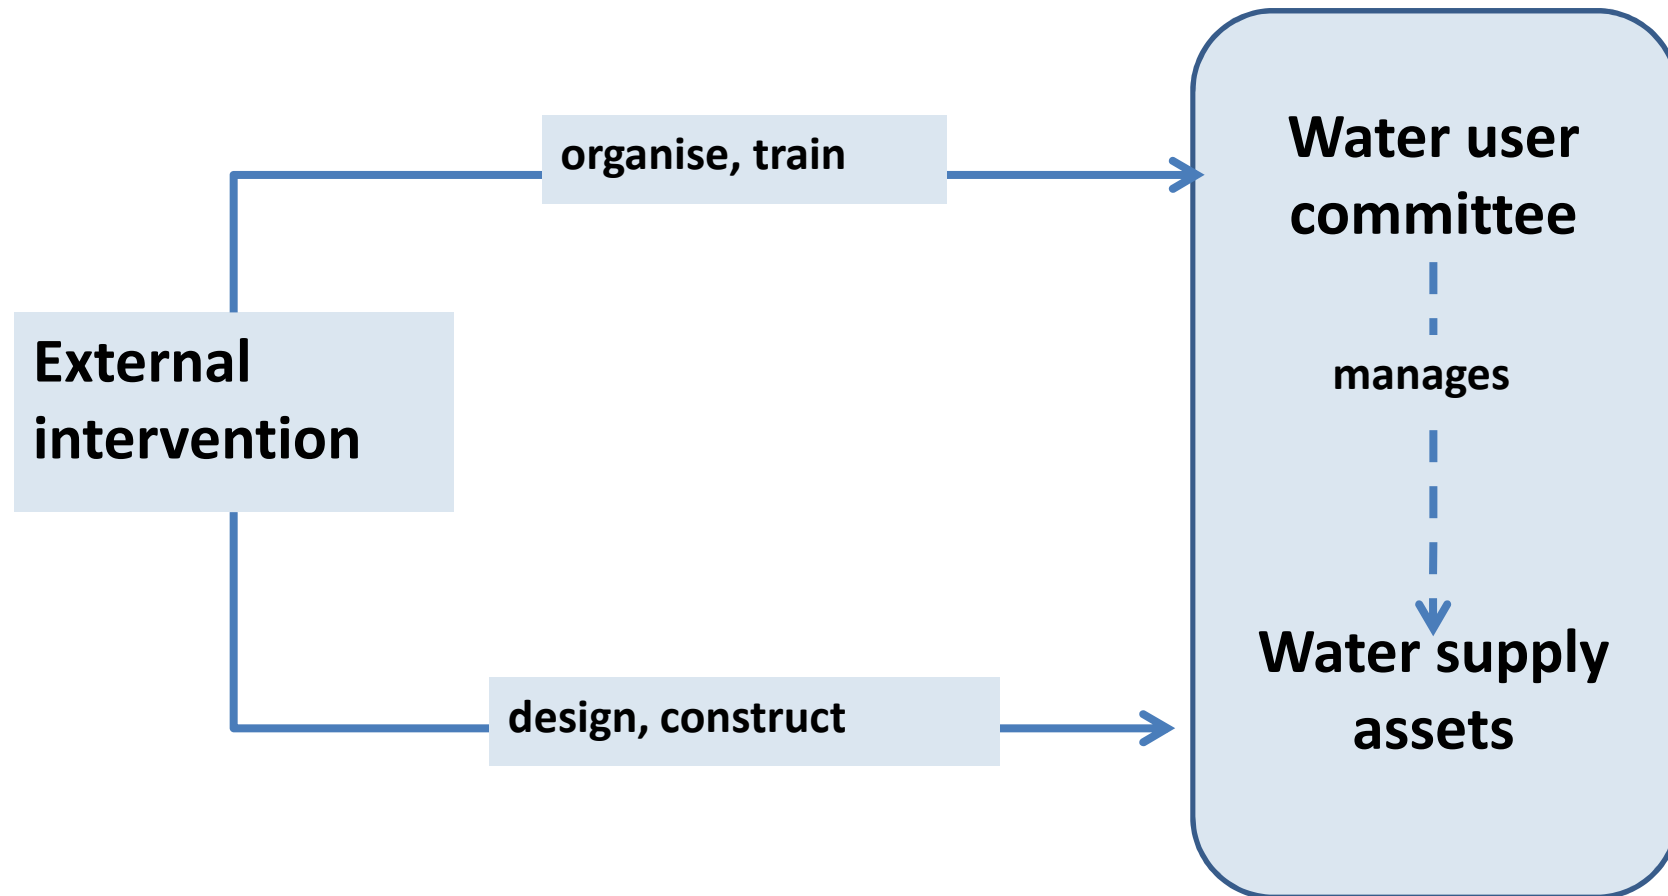 organise, train
Water user
committee
External
intervention
manages
design, construct
Water supply
assets